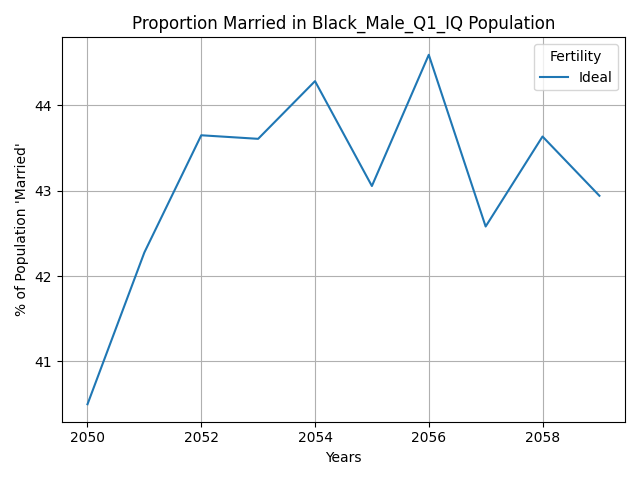 Proportion Married in Black_Male_Q1_IQ Population
Fertility
Ideal
% of Population 'Married'
44
43
42
41
2050
2052
2054
2056
2058
Years